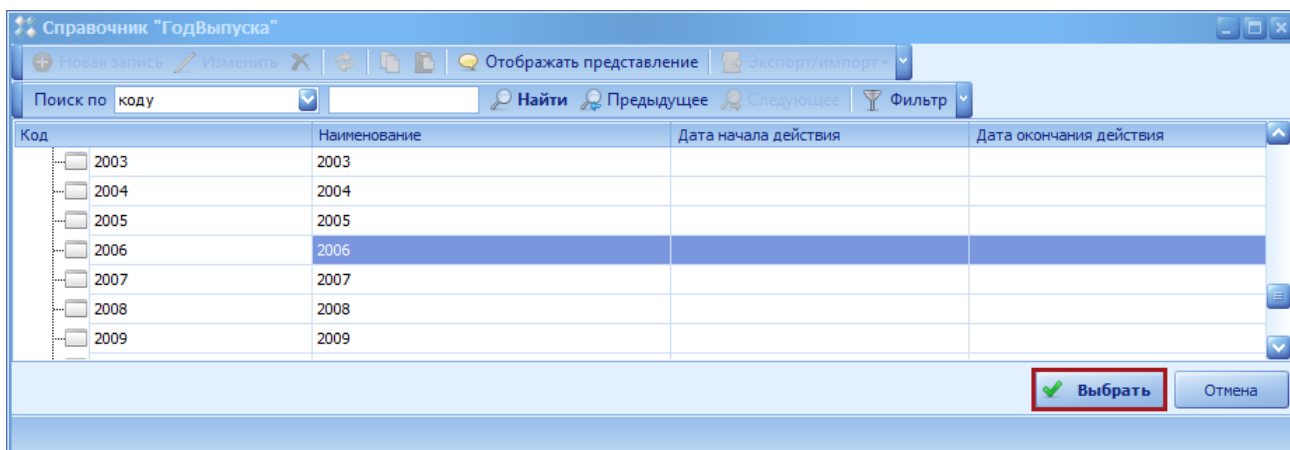 Справочник "ГодВыпуска"
Новая запись Изменить Отображать представление Экспорт/импорт
Поиск по коду Найти Предыдущее Следующее Фильтр
Код Наименование Дата начала действия Дата окончания действия
2003 2003
2004 2004
2005 2005
2006 2006
2007 2007
2008 2008
2009 2009
Выбрать Отмена